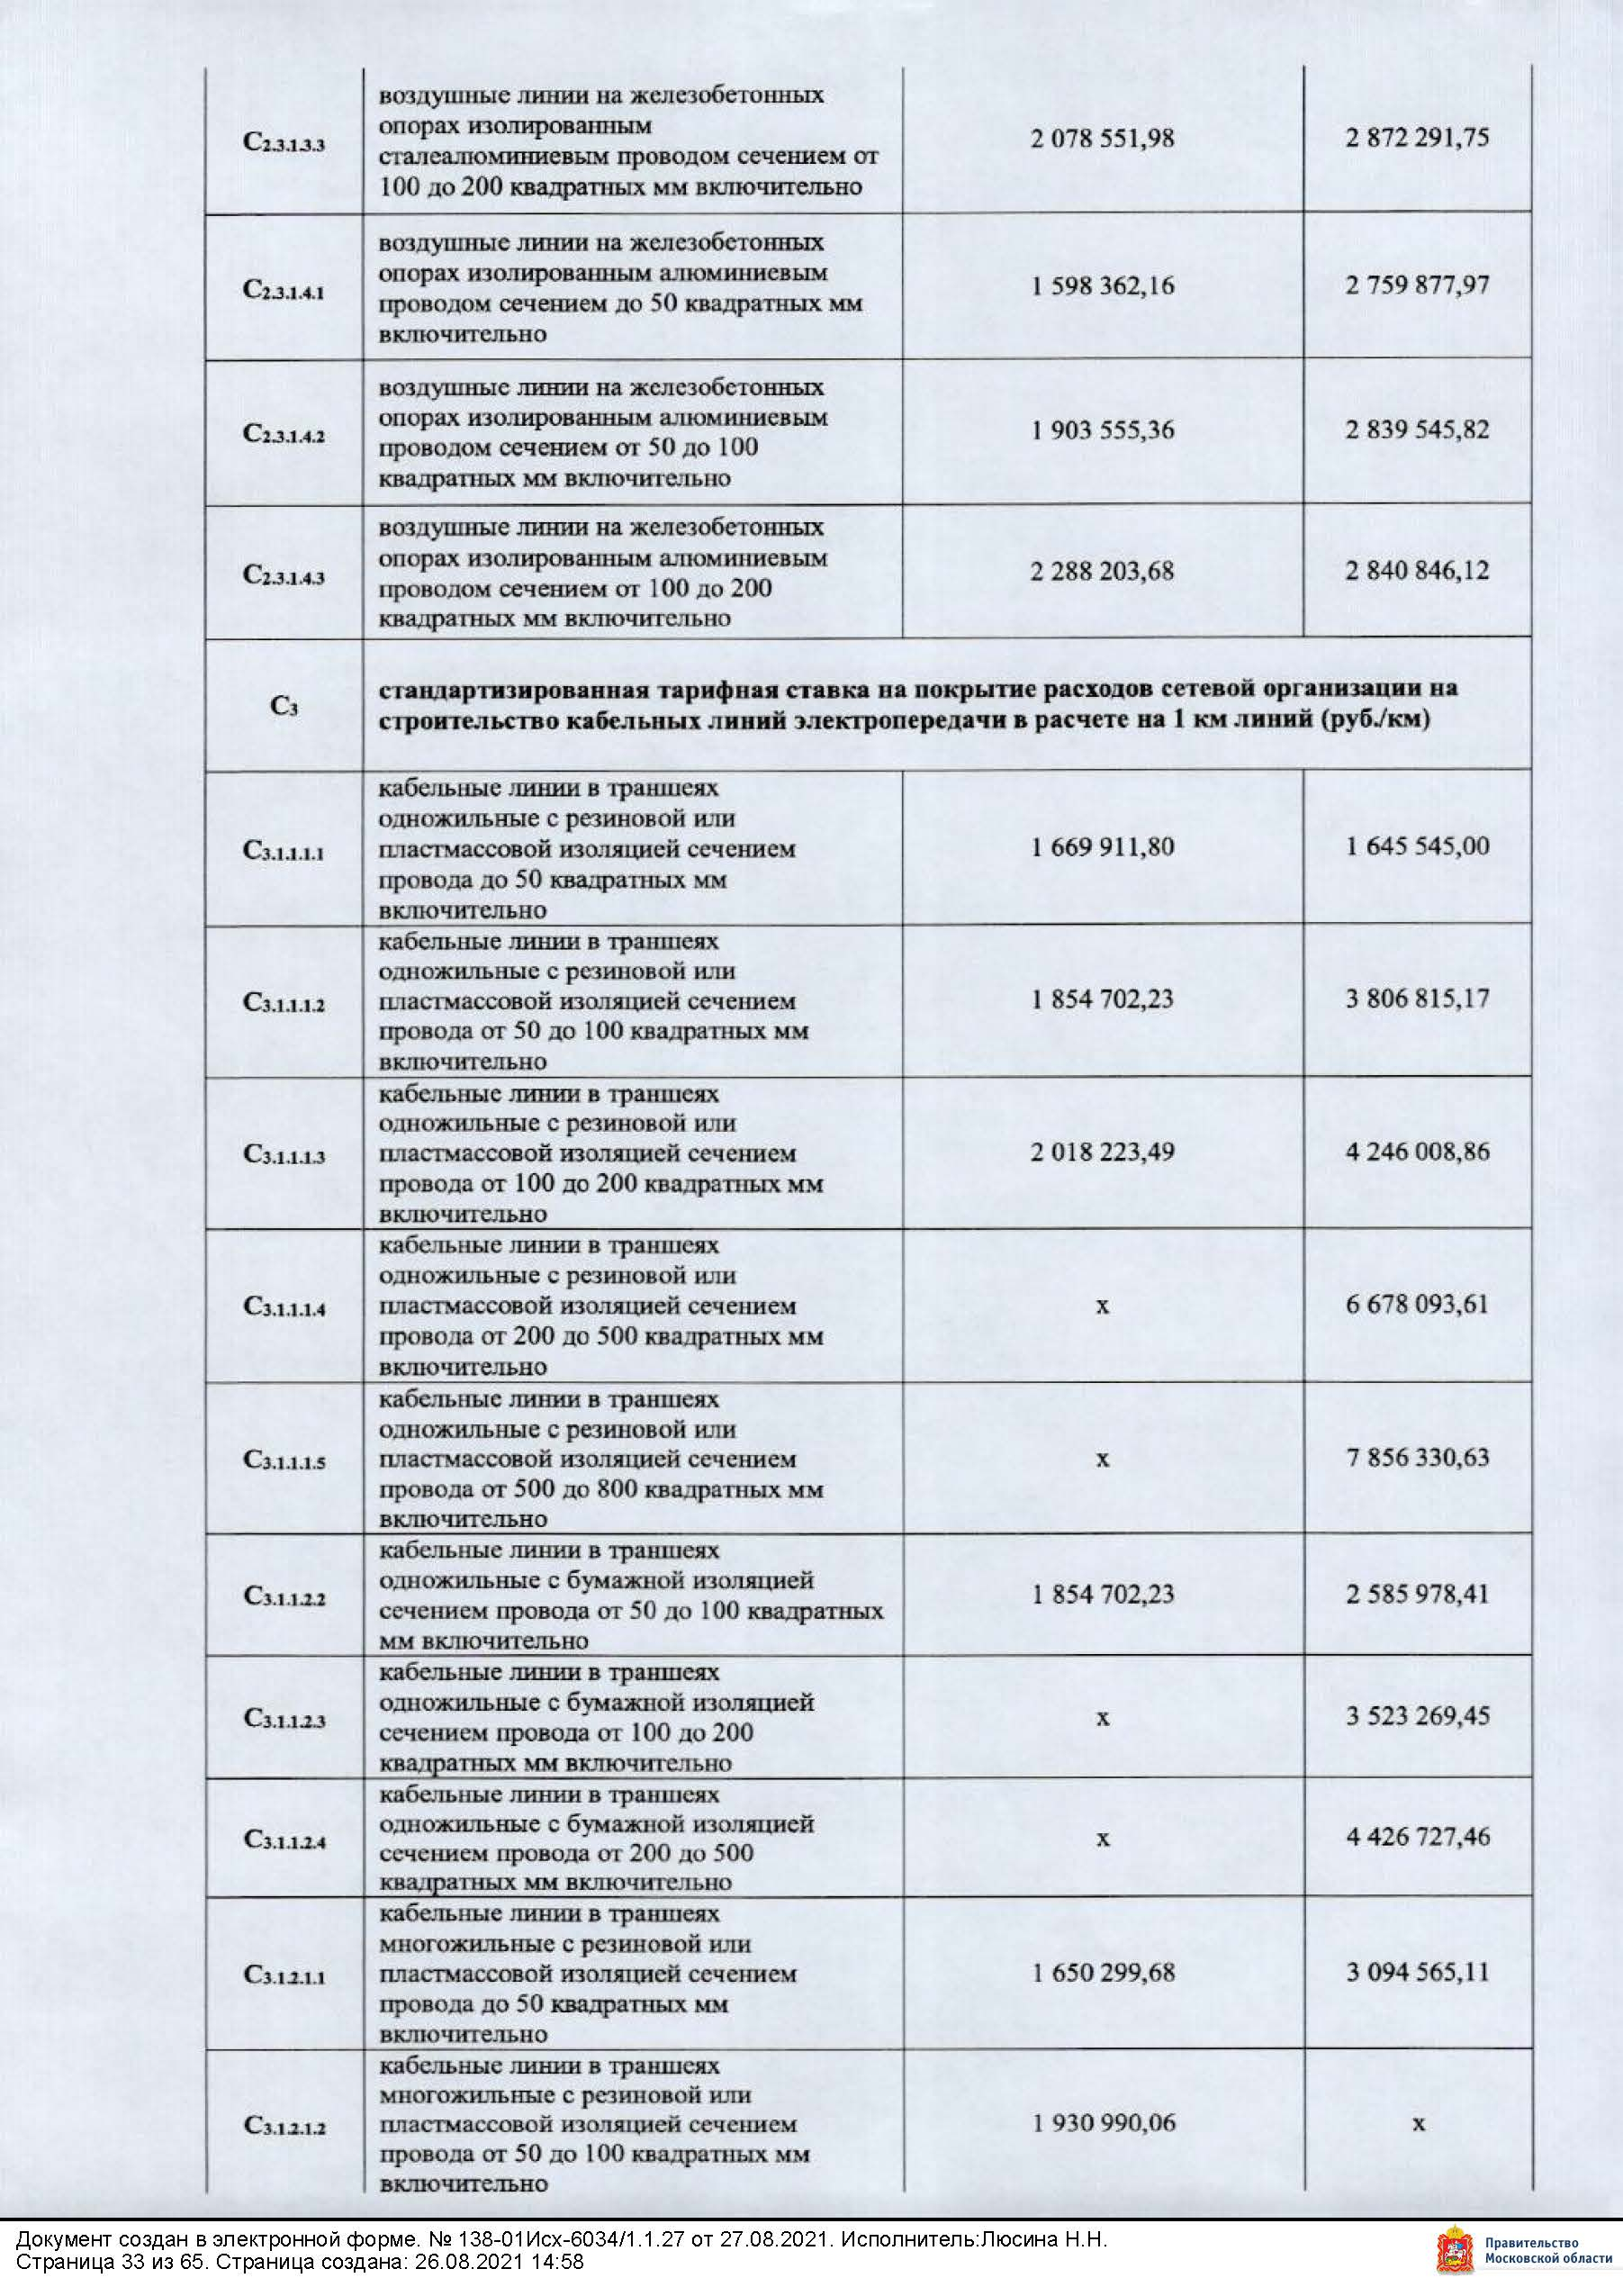 С2.3.1.3.3
воздушные линии на железобетонных
опорах изолированным
сталеалюминиевым проводом сечением от
100 до 200 квадратных мм включительно
2 078 551,98
2 872 291,75
С2.3.1.4.1
воздушные линии на железобетонных
опорах изолированным алюминиевым
проводом сечением до 50 квадратных мм
включительно
1 598 362,16
2 759 877,97
С2.3.1.4.2
воздушные линии на железобетонных
опорах изолированным алюминиевым
проводом сечением от 50 до 100
квадратных мм включительно
1 903 555,36
2 839 545,82
С2.3.1.4.3
воздушные линии на железобетонных
опорах изолированным алюминиевым
проводом сечением от 100 до 200
квадратных мм включительно
2 288 203,68
2 840 846,12
С3
стандартизированная тарифная ставка на покрытие расходов сетевой организации на
строительство кабельных линий электропередачи в расчете на 1 км линий (руб./км)
С3.1.1.1.1
кабельные линии в траншеях
одножильные с резиновой или
пластмассовой изоляцией сечением
провода до 50 квадратных мм
включительно
1 669 911,80
1 645 545,00
С3.1.1.1.2
кабельные линии в траншеях
одножильные с резиновой или
пластмассовой изоляцией сечением
провода от 50 до 100 квадратных мм
включительно
1 854 702,23
3 806 815,17
С3.1.1.1.3
кабельные линии в траншеях
одножильные с резиновой или
пластмассовой изоляцией сечением
провода от 100 до 200 квадратных мм
включительно
2 018 223,49
4 246 008,86
С3.1.1.1.4
кабельные линии в траншеях
одножильные с резиновой или
пластмассовой изоляцией сечением
провода от 200 до 500 квадратных мм
включительно
х
6 678 093,61
С3.1.1.1.5
кабельные линии в траншеях
одножильные с резиновой или
пластмассовой изоляцией сечением
провода от 500 до 800 квадратных мм
включительно
х
7 856 330,63
С3.1.1.2.2
кабельные линии в траншеях
одножильные с бумажной изоляцией
сечением провода от 50 до 100 квадратных
мм включительно
1 854 702,23
2 585 978,41
С3.1.1.2.3
кабельные линии в траншеях
одножильные с бумажной изоляцией
сечением провода от 100 до 200
квадратных мм включительно
х
3 523 269,45
С3.1.1.2.4
кабельные линии в траншеях
одножильные с бумажной изоляцией
сечением провода от 200 до 500
квадратных мм включительно
х
4 426 727,46
С3.1.2.1.1
кабельные линии в траншеях
многожильные с резиновой или
пластмассовой изоляцией сечением
провода до 50 квадратных мм
включительно
1 650 299,68
3 094 565,11
С3.1.2.1.2
кабельные линии в траншеях
многожильные с резиновой или
пластмассовой изоляцией сечением
провода от 50 до 100 квадратных мм
включительно
1 930 990,06
х
Документ создан в электронной форме. № 138-01Исх-6034/1.1.27 от 27.08.2021. Исполнитель:Люсина Н.Н.
Страница 33 из 65. Страница создана: 26.08.2021 14:58
Правительство
Московской области